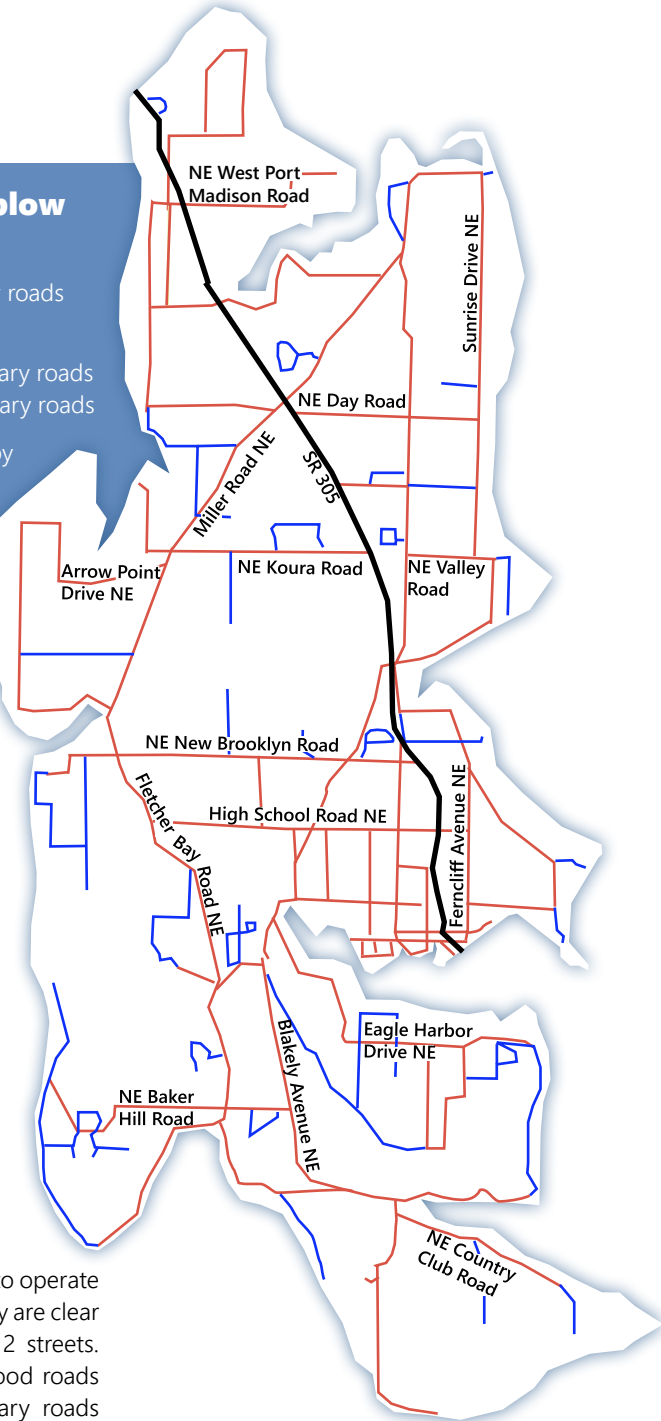 plow
roads
ary roads
ary roads
by
NE West Port
Madison Road
Sunrise Drive NE
NE Day Road
SR 305
Miller Road NE
Arrow Point
Drive NE
NE Koura Road
NE Valley
Road
NE New Brooklyn Road
Fletcher Bay Road NE
High School Road NE
Ferncliff Avenue NE
Eagle Harbor
Drive NE
Blakely Avenue NE
NE Baker
Hill Road
NE Country
Club Road
to operate
y are clear
2 streets.
ood roads
ary roads